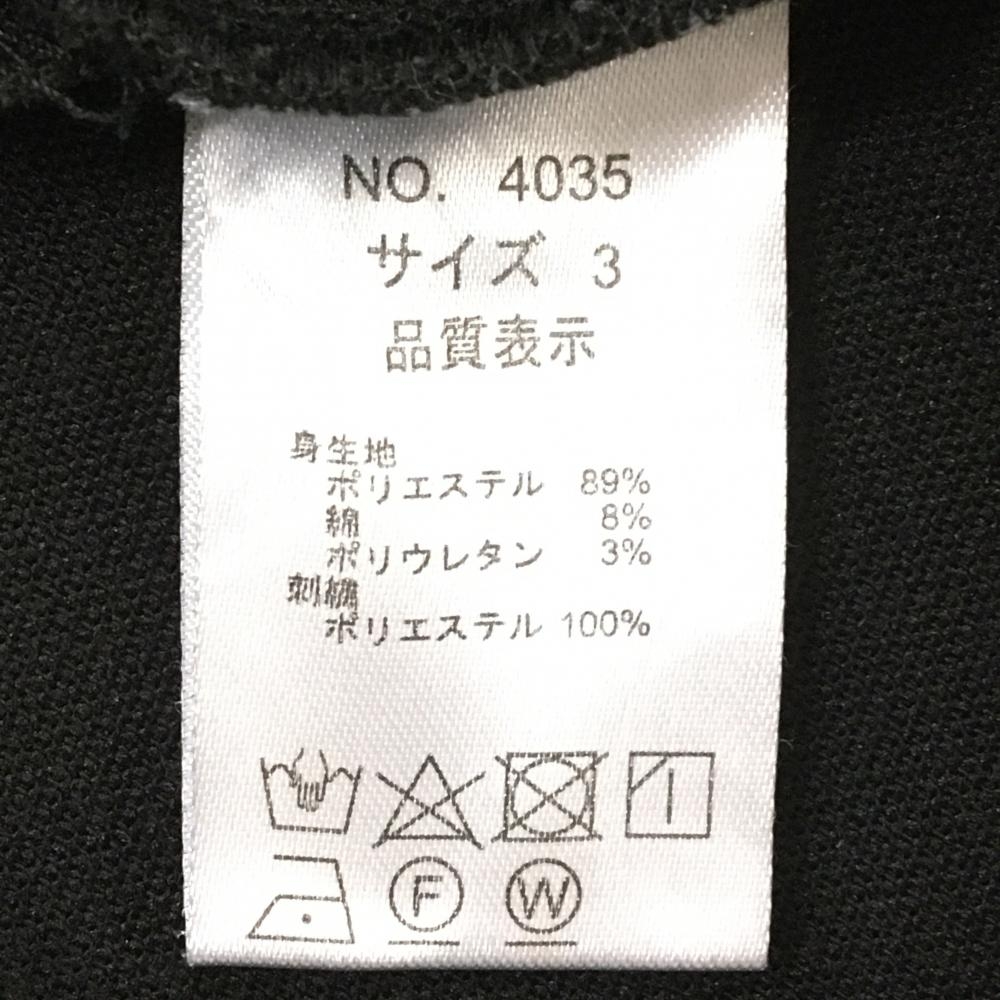 NO. 4035
サイズ 3
品質表示
身生地
ポリエステル 89%
綿 8%
ポリウレタン 3%
刺繍
ポリエステル 100%
F W